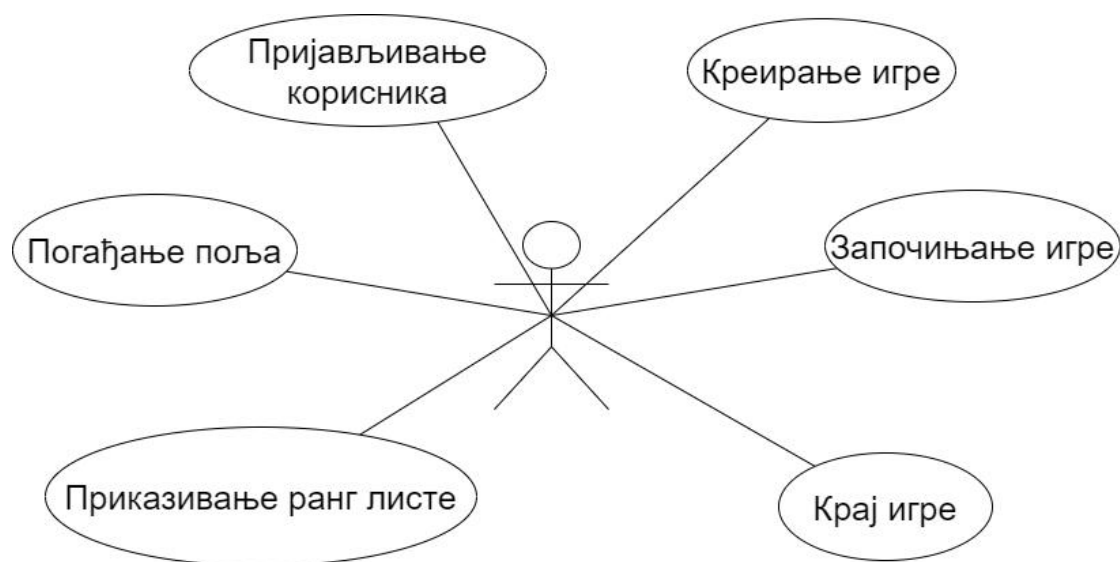 Пријављивање
корисника
Креирање игре
Погађање поља
Започињање игре
Приказивање ранг листе
Крај игре